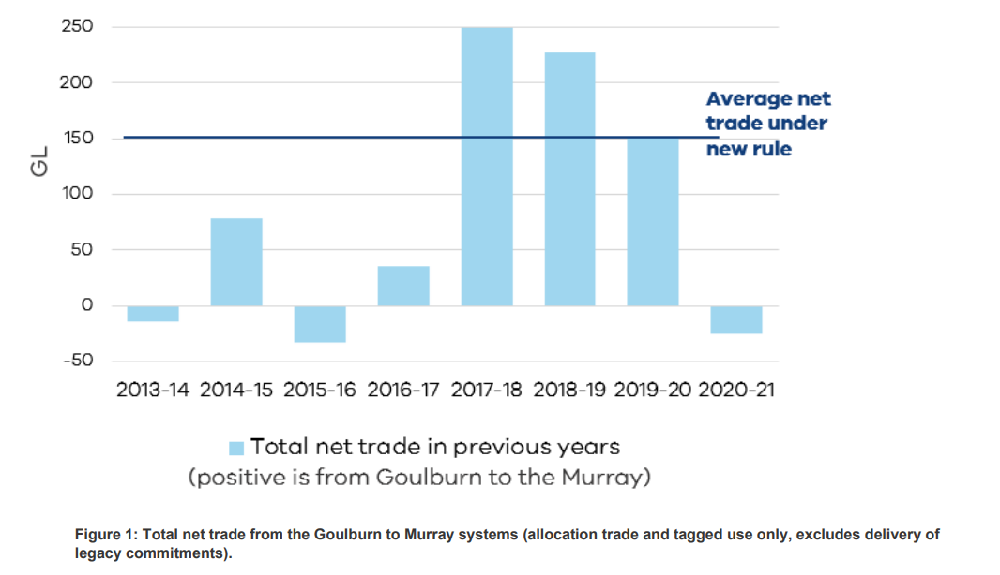 250
200
150
100
50
0
-50
GL
Average net
trade under
new rule
2013-14 2014-15 2015-16 2016-17 2017-18 2018-19 2019-20 2020-21
Total net trade in previous years
(positive is from Goulburn to the Murray)
Figure 1: Total net trade from the Goulburn to Murray systems (allocation trade and tagged use only, excludes delivery of
legacy commitments).